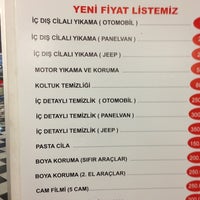 YENİ FİYAT LİSTEMİZ
İÇ DIŞ CİLALI YIKAMA ( OTOMOBİL )
İÇ DIŞ CİLALI YIKAMA ( PANELVAN )
İÇ DIŞ CİLALI YIKAMA ( JEEP )
MOTOR YIKAMA VE KORUMA
KOLTUK TEMİZLİĞİ
İÇ DETAYLI TEMİZLİK ( OTOMOBİL )
İÇ DETAYLI TEMİZLİK ( PANELVAN )
İÇ DETAYLI TEMİZLİK ( JEEP )
PASTA CİLA
BOYA KORUMA (SIFIR ARAÇLAR)
BOYA KORUMA (2. EL ARAÇLAR)
CAM FİLMİ (5 CAM)